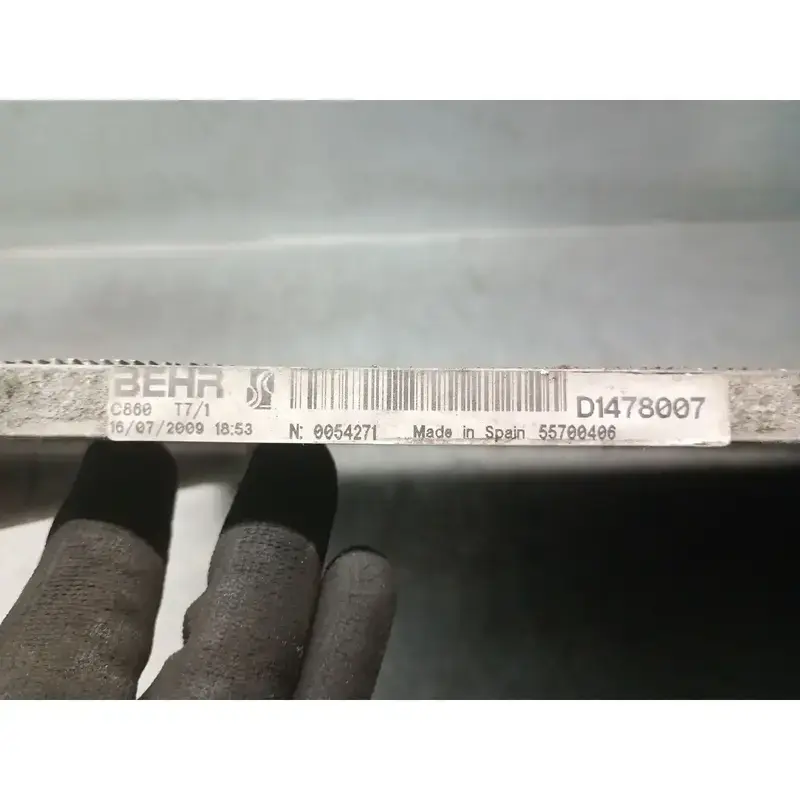 BEHR D1478007
C860 T7/1
16/07/2009 18:53 N: 0054271 Made in Spain 55700406